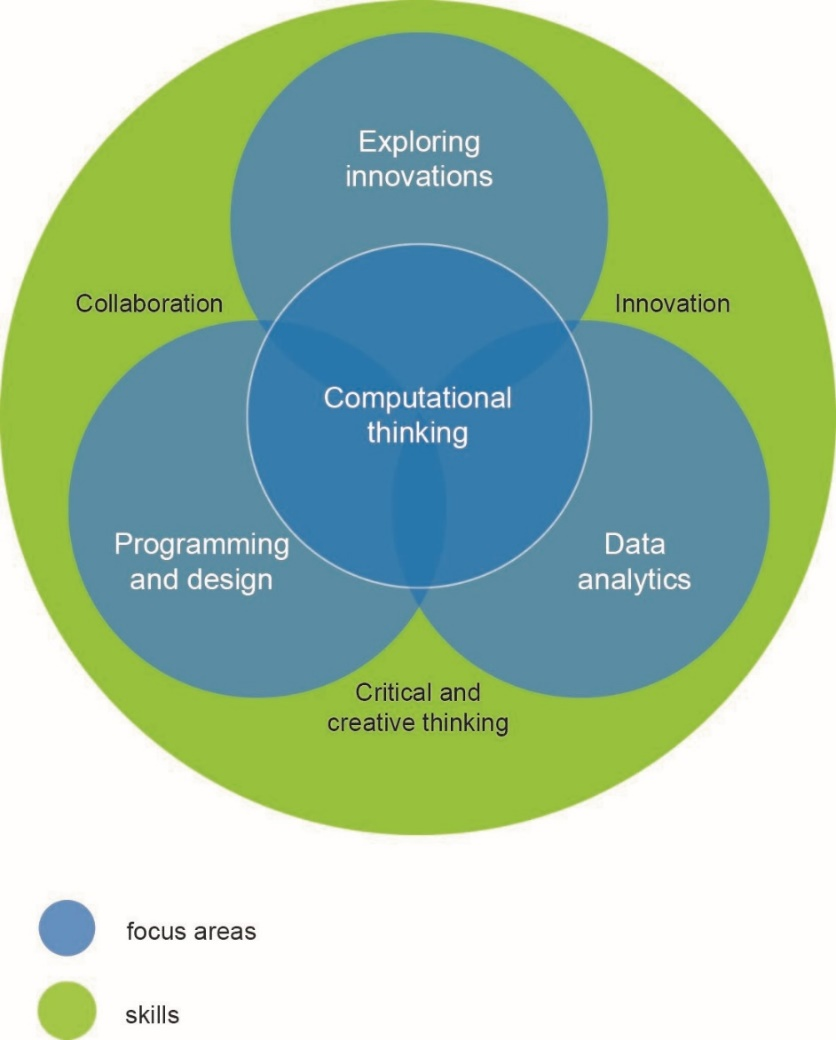 Exploring
innovations
Collaboration
Innovation
Computational
thinking
Programming
and design
Data
analytics
Critical and
creative thinking
focus areas
skills